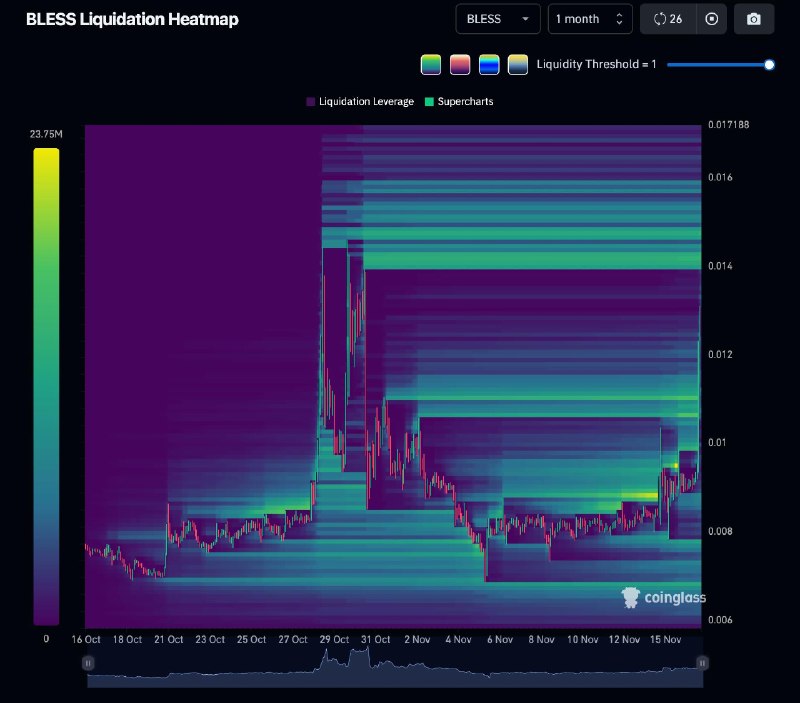 BLESS Liquidation Heatmap
BLESS
1 month
26
Liquidity Threshold = 1
Liquidation Leverage
Supercharts
23.75M
0
0.017188
0.016
0.014
0.012
0.01
0.008
0.006
coinglass
16 Oct 18 Oct 21 Oct 23 Oct 25 Oct 27 Oct 29 Oct 31 Oct 2 Nov 4 Nov 6 Nov 8 Nov 10 Nov 12 Nov 15 Nov